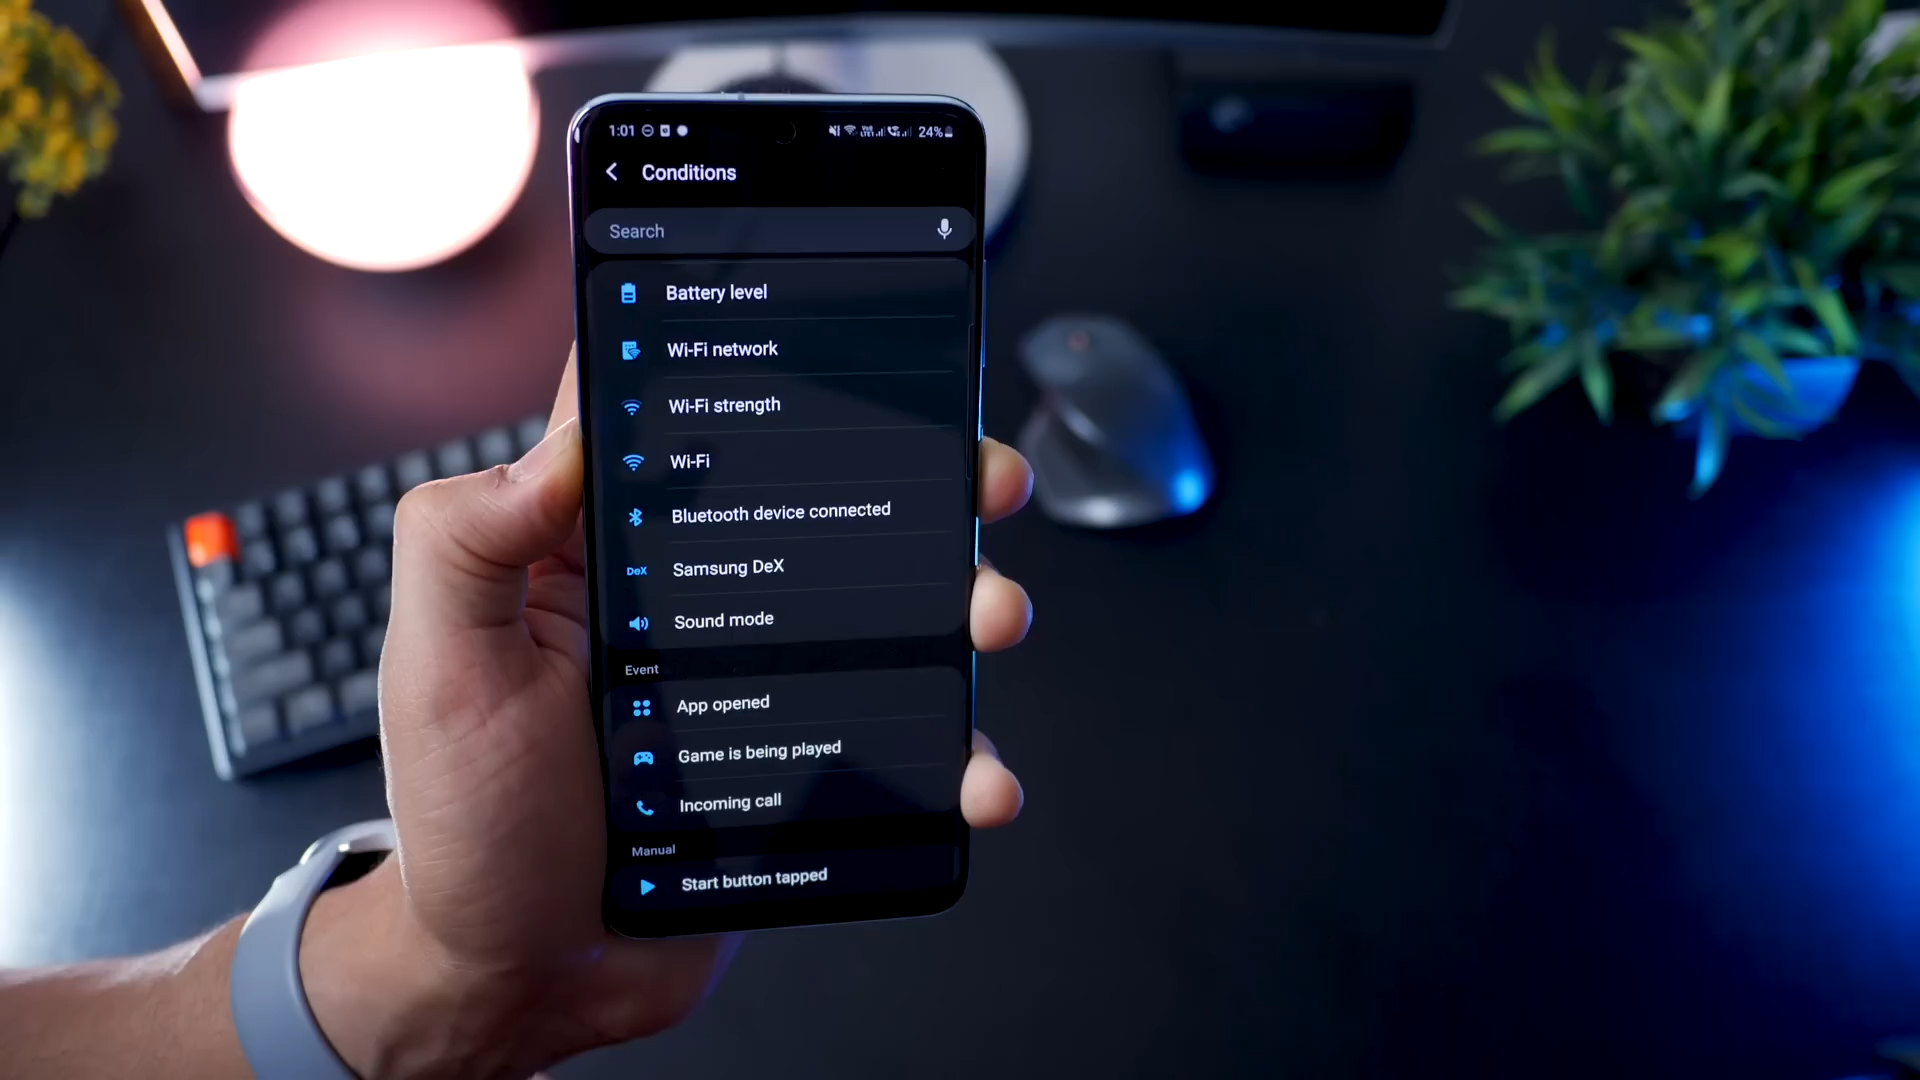 1:01 24%
Conditions
Search
Battery level
Wi-Fi network
Wi-Fi strength
Wi-Fi
Bluetooth device connected
DeX Samsung DeX
Sound mode
Event
App opened
Game is being played
Incoming call
Manual
Start button tapped